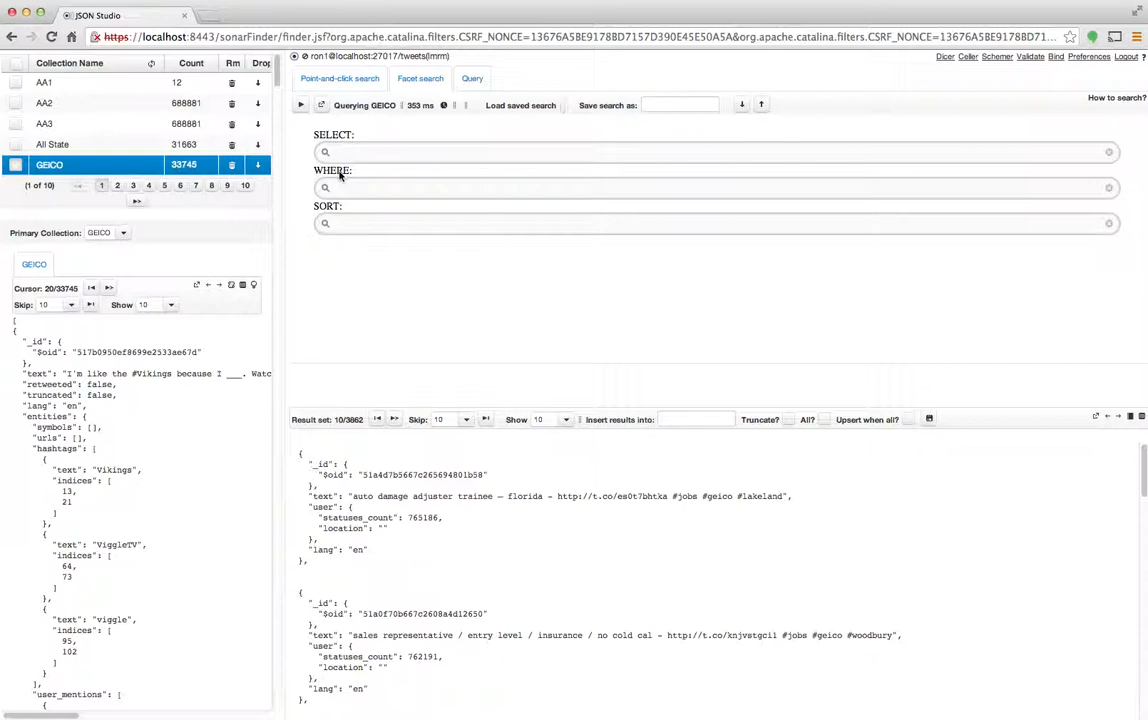 JSON Studio
https://localhost:8443/sonarFinder/finder.jsf?org.apache.catalina.filters.CSRF_NONCE=13676A5BE9178BD7157D390E45E50A5A&org.apache.catalina.filters.CSRF_NONCE=13676A5BE9178BD71...
Collection Name Count Rm Drop
AA1 12
AA2 688881
AA3 688881
All State 31663
GEICO 33745
(1 of 10) 1 2 3 4 5 6 7 8 9 10
Primary Collection: GEICO
GEICO
Cursor: 20/33745
Skip: 10 Show 10
[
{
"_id": {
"$oid": "517b0950ef8699e2533ae67d"
},
"text": "I'm like the #Vikings because I ___. Watc
"retweeted": false,
"truncated": false,
"lang": "en",
"entities": {
"symbols": [],
"urls": [],
"hashtags": [
{
"text": "Vikings",
"indices": [
13,
21
]
},
{
"text": "ViggleTV",
"indices": [
64,
73
]
},
{
"text": "viggle",
"indices": [
95,
102
]
}
],
"user_mentions": [
{
ron1@localhost:27017/tweets(lmrm)
Dicer Celler Schemer Validate Bind Preferences Logout ?
Point-and-click search Facet search Query
Querying GEICO 353 ms Load saved search Save search as:
How to search?
SELECT:
WHERE:
SORT:
Result set: 10/3862 Skip: 10 Show 10 Insert results into: Truncate? All? Upsert when all?
{
"_id": {
"$oid": "51a4d7b5667c265694801b58"
},
"text": "auto damage adjuster trainee – florida - http://t.co/es0t7bhtka #jobs #geico #lakeland",
"user": {
"statuses_count": 765186,
"location": ""
},
"lang": "en"
},
{
"_id": {
"$oid": "51a0f70b667c2608a4d12650"
},
"text": "sales representative / entry level / insurance / no cold cal - http://t.co/knjvstgci1 #jobs #geico #woodbury",
"user": {
"statuses_count": 762191,
"location": ""
},
"lang": "en"
},